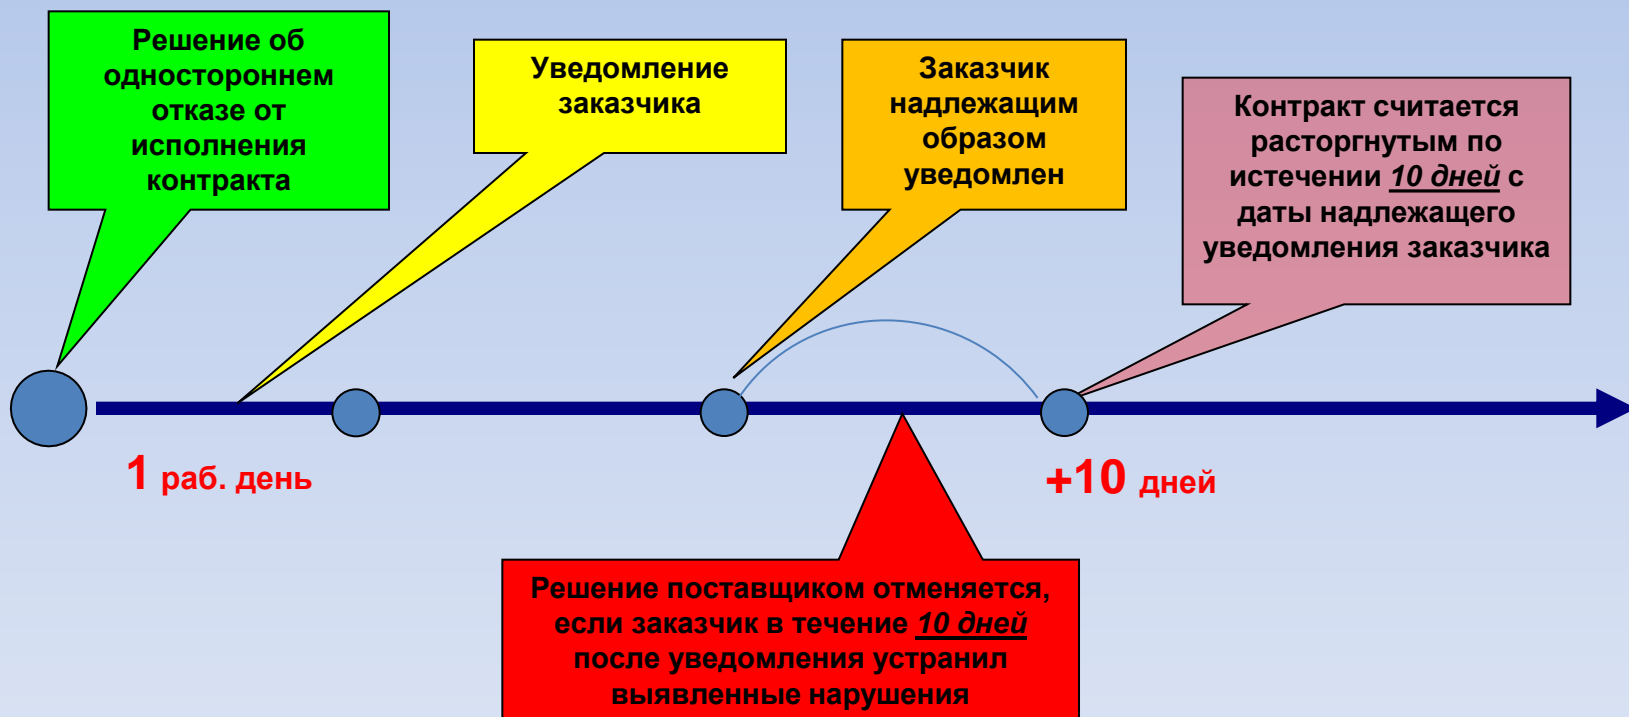 Решение об
одностороннем
отказе от
исполнения
контракта
Уведомление
заказчика
Заказчик
надлежащим
образом
уведомлен
Контракт считается
расторгнутым по
истечении 10 дней с
даты надлежащего
уведомления заказчика
1 раб. день
+10 дней
Решение поставщиком отменяется,
если заказчик в течение 10 дней
после уведомления устранил
выявленные нарушения